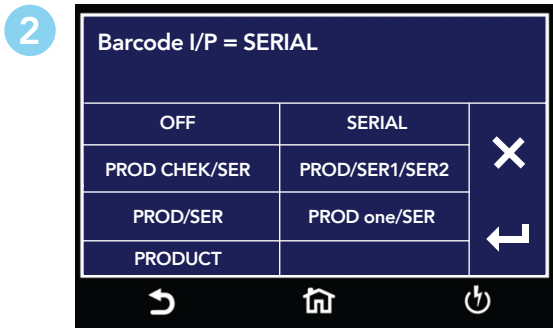 2
Barcode I/P = SERIAL
OFF SERIAL
PROD CHEK/SER PROD/SER1/SER2
PROD/SER PROD one/SER
PRODUCT